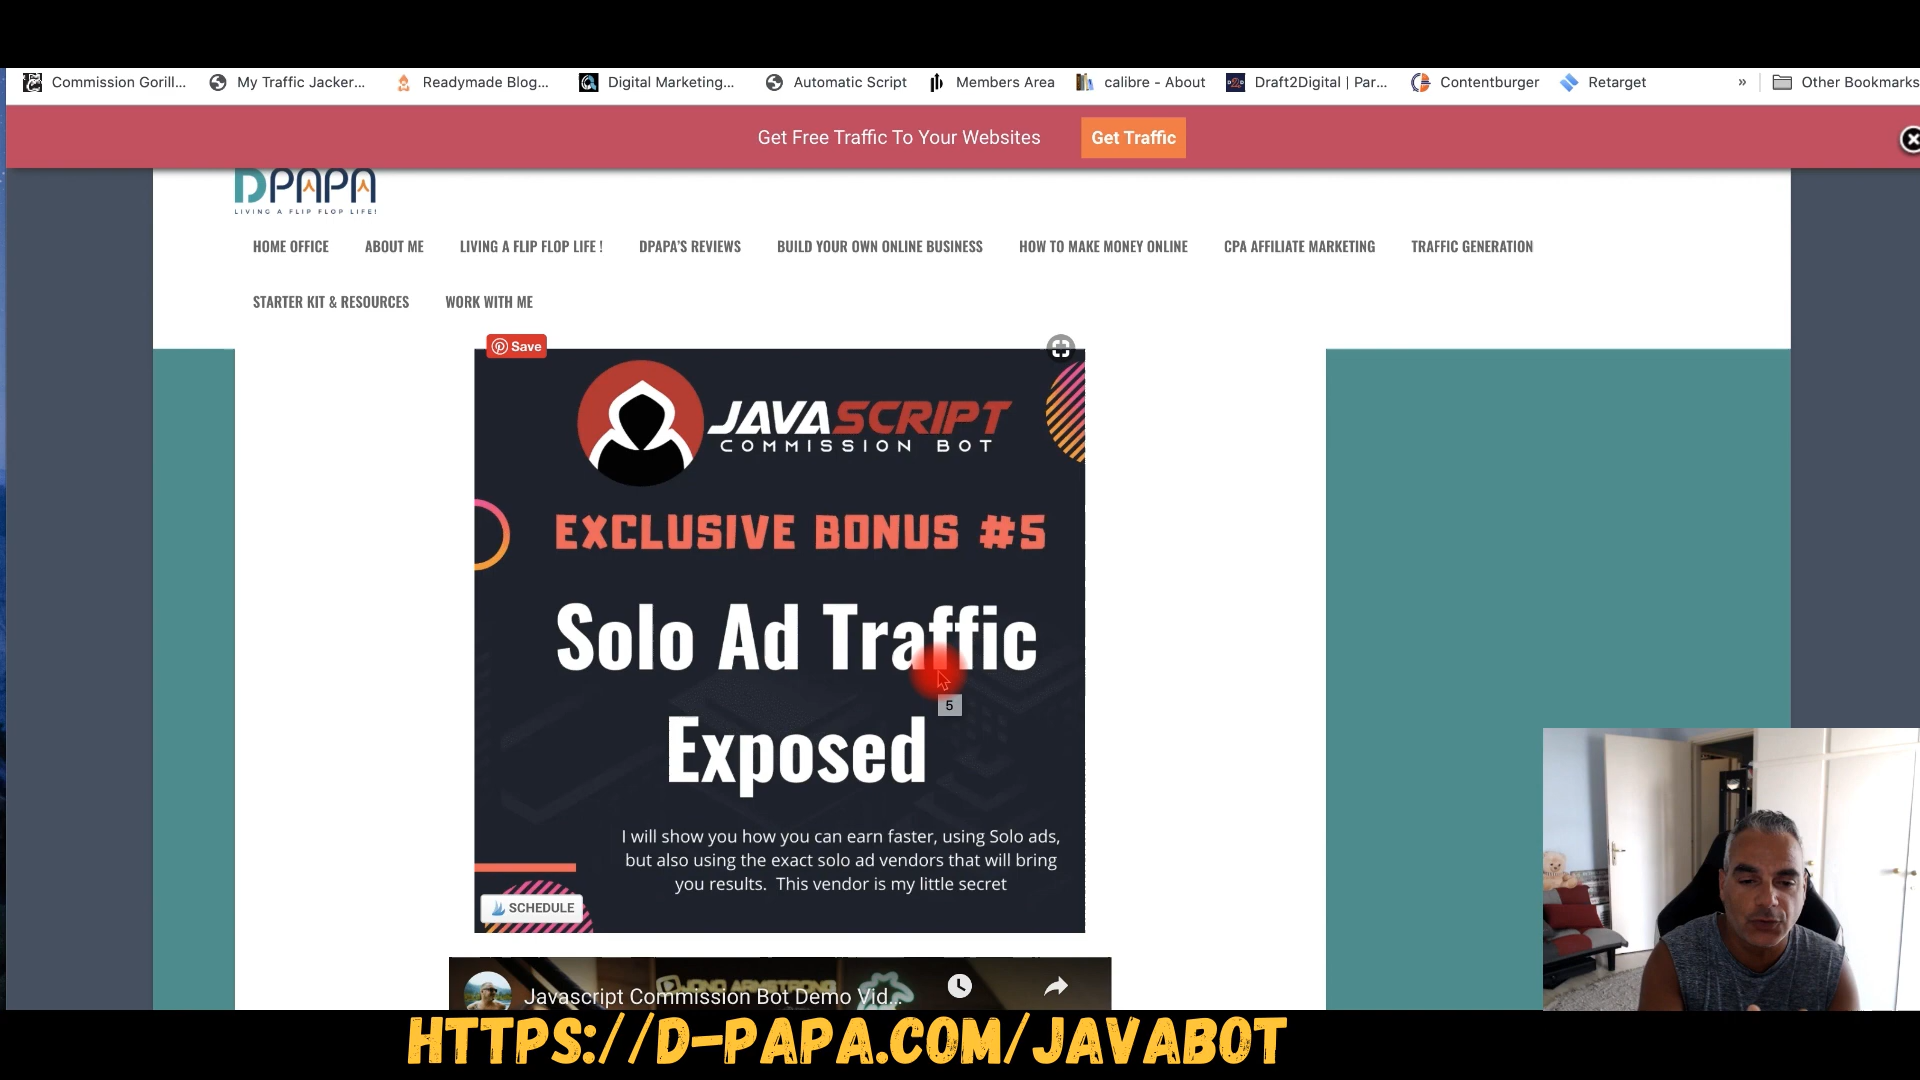 Commission Gorill... My Traffic Jacker... Readymade Blog... Digital Marketing... Automatic Script Members Area calibre - About Draft2Digital | Par... Contentburger Retarget » Other Bookmarks
Get Free Traffic To Your Websites Get Traffic
DPAPA
LIVING A FLIP FLOP LIFE!
HOME OFFICE ABOUT ME LIVING A FLIP FLOP LIFE ! DPAPA'S REVIEWS BUILD YOUR OWN ONLINE BUSINESS HOW TO MAKE MONEY ONLINE CPA AFFILIATE MARKETING TRAFFIC GENERATION
STARTER KIT & RESOURCES WORK WITH ME
Save
JAVASCRIPT
COMMISSION BOT
EXCLUSIVE BONUS #5
Solo Ad Traffic
5
Exposed
I will show you how you can earn faster, using Solo ads,
but also using the exact solo ad vendors that will bring
you results. This vendor is my little secret
SCHEDULE
JONO ARMSTRONG
Javascript Commission Bot Demo Vid...
HTTPS://D-PAPA.COM/JAVABOT